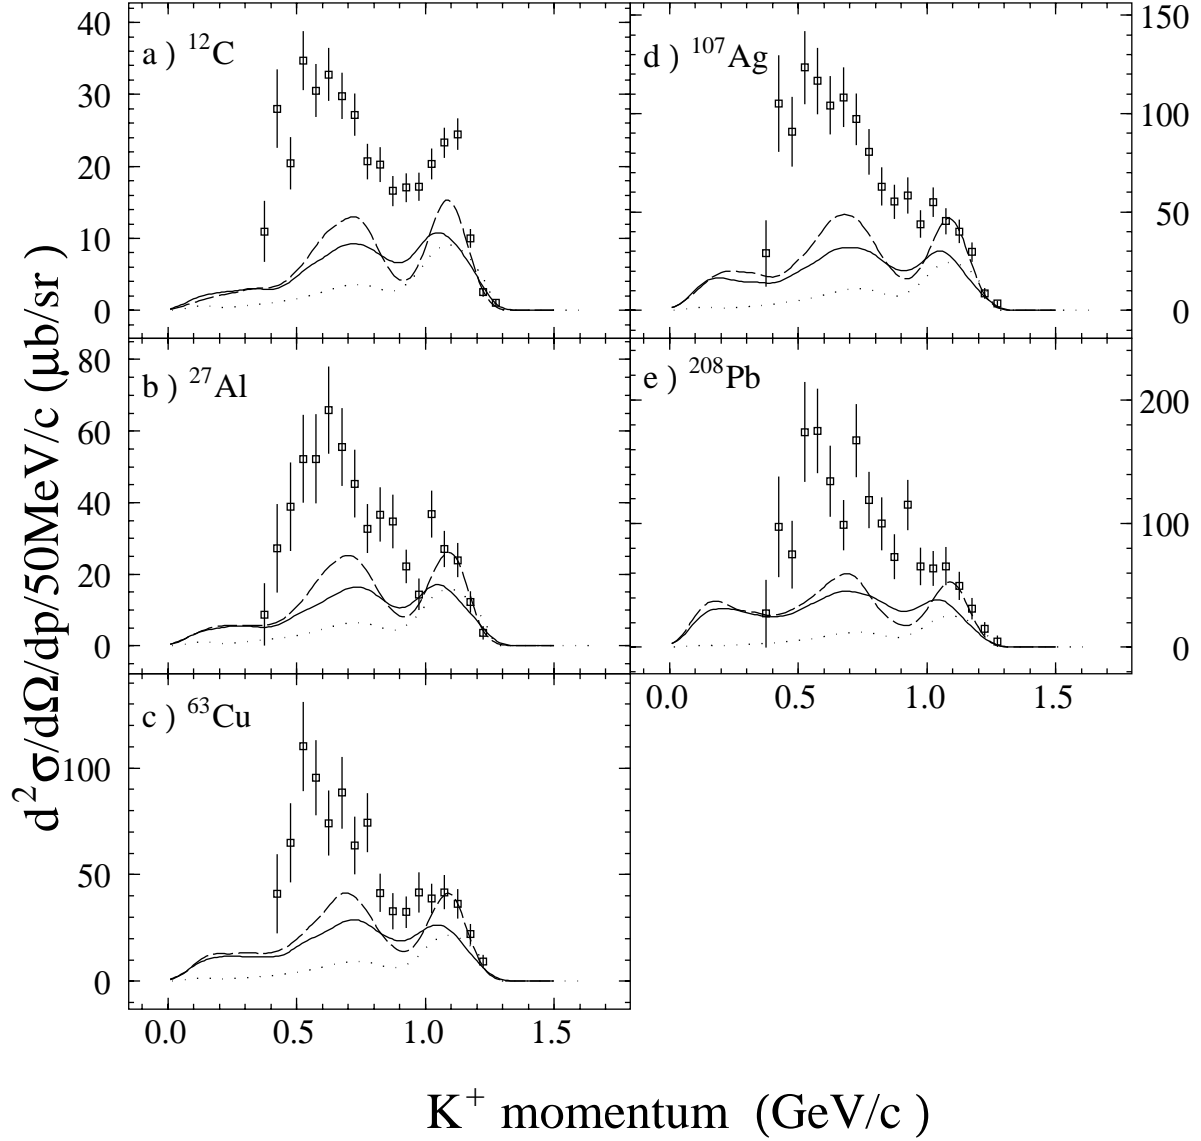 40
30
20
10
0
a ) ¹²C
150
100
50
0
d ) ¹⁰⁷Ag
80
60
40
20
0
b ) ²⁷Al
200
100
0
e ) ²⁰⁸Pb
0.0 0.5 1.0 1.5
100
50
0
c ) ⁶³Cu
0.0 0.5 1.0 1.5
d²σ/dΩ/dp/50MeV/c (μb/sr )
K⁺ momentum (GeV/c )